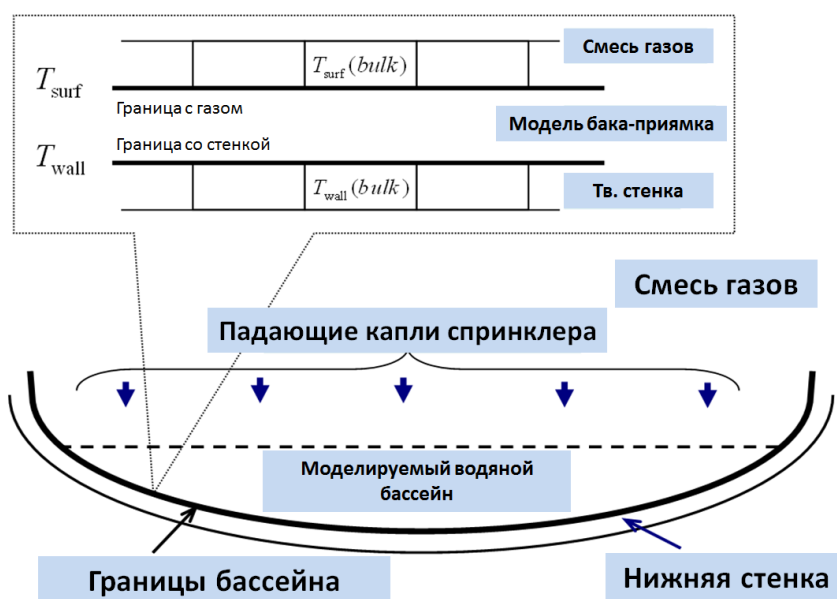 Смесь газов
T_surf (bulk)
T_surf
Граница с газом
Модель бака-приямка
Граница со стенкой
T_wall
T_wall (bulk)
Тв. стенка
Смесь газов
Падающие капли спринклера
Моделируемый водяной
бассейн
Границы бассейна
Нижняя стенка